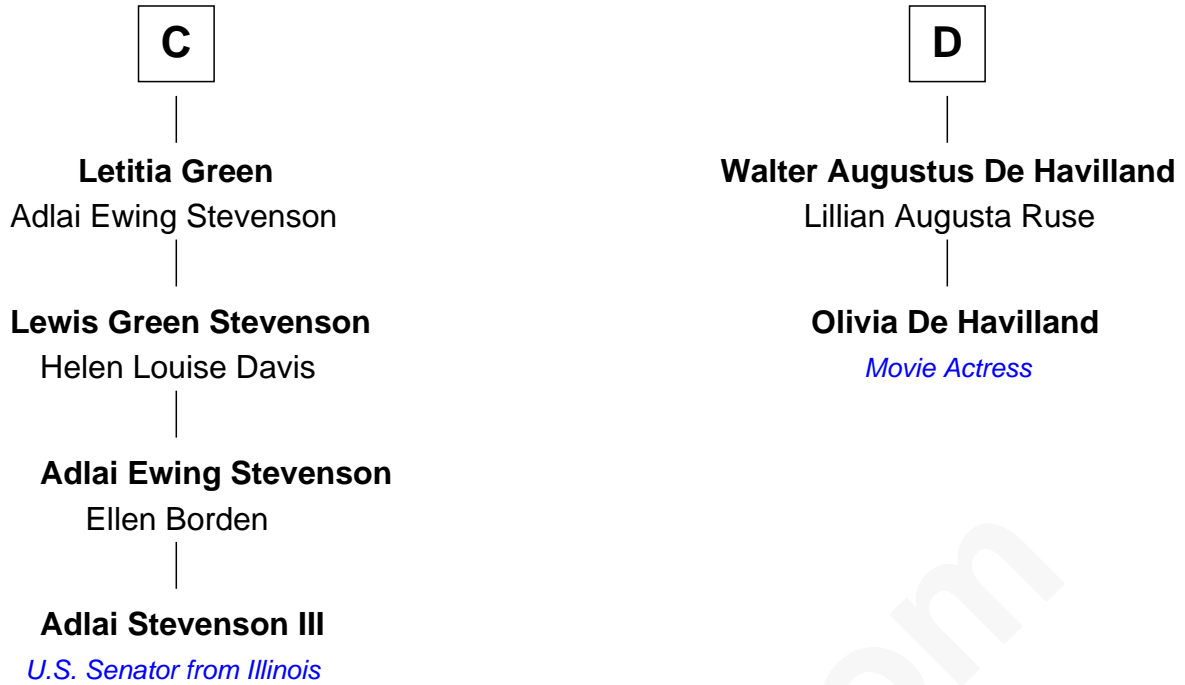 C
Letitia Green
Adlai Ewing Stevenson
Lewis Green Stevenson
Helen Louise Davis
Adlai Ewing Stevenson
Ellen Borden
Adlai Stevenson III
U.S. Senator from Illinois
D
Walter Augustus De Havilland
Lillian Augusta Ruse
Olivia De Havilland
Movie Actress
om